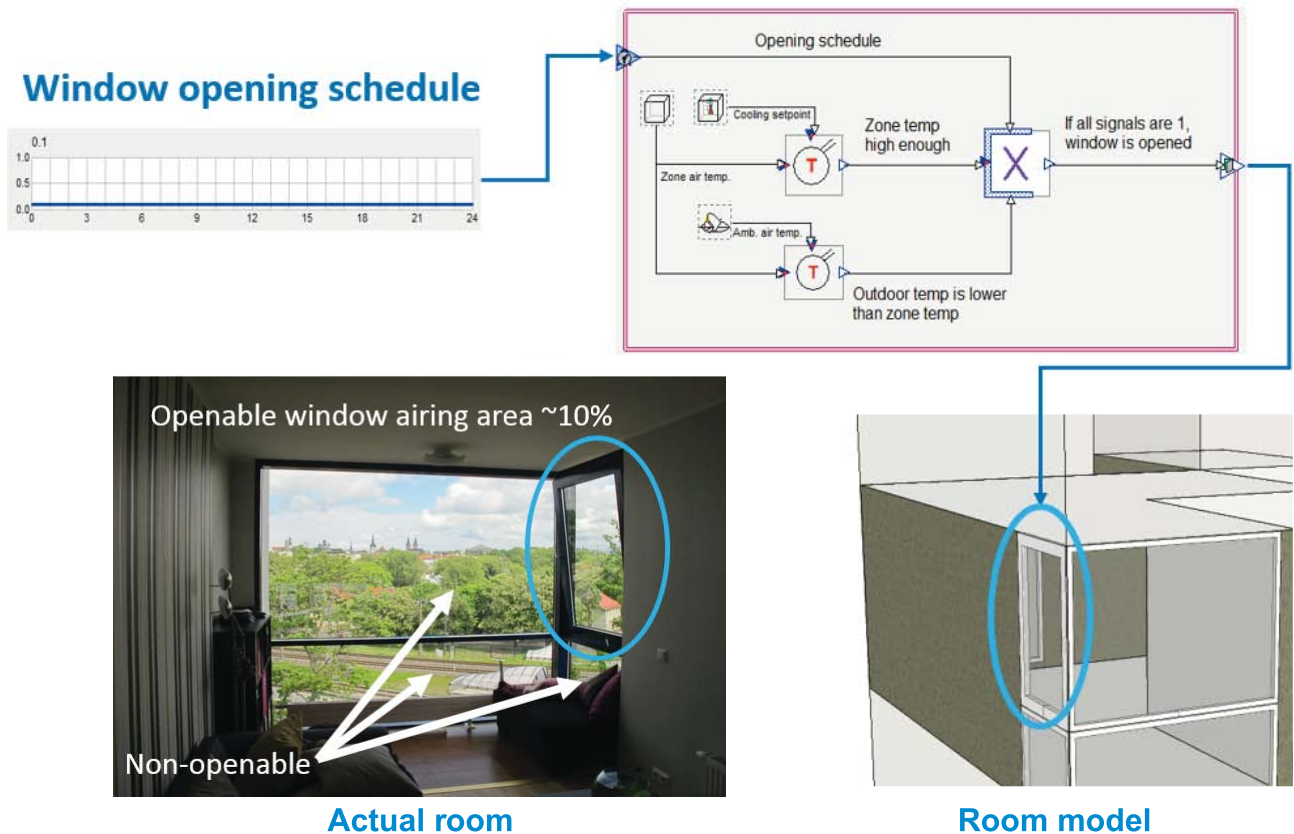 Window opening schedule
0.1
1.0
0.5
0.0
0 3 6 9 12 15 18 21 24
Opening schedule
Cooling setpoint
Zone air temp.
T
Zone temp
high enough
X
If all signals are 1,
window is opened
Amb. air temp.
T
Outdoor temp is lower
than zone temp
Openable window airing area ~10%
Non-openable
Actual room
Room model